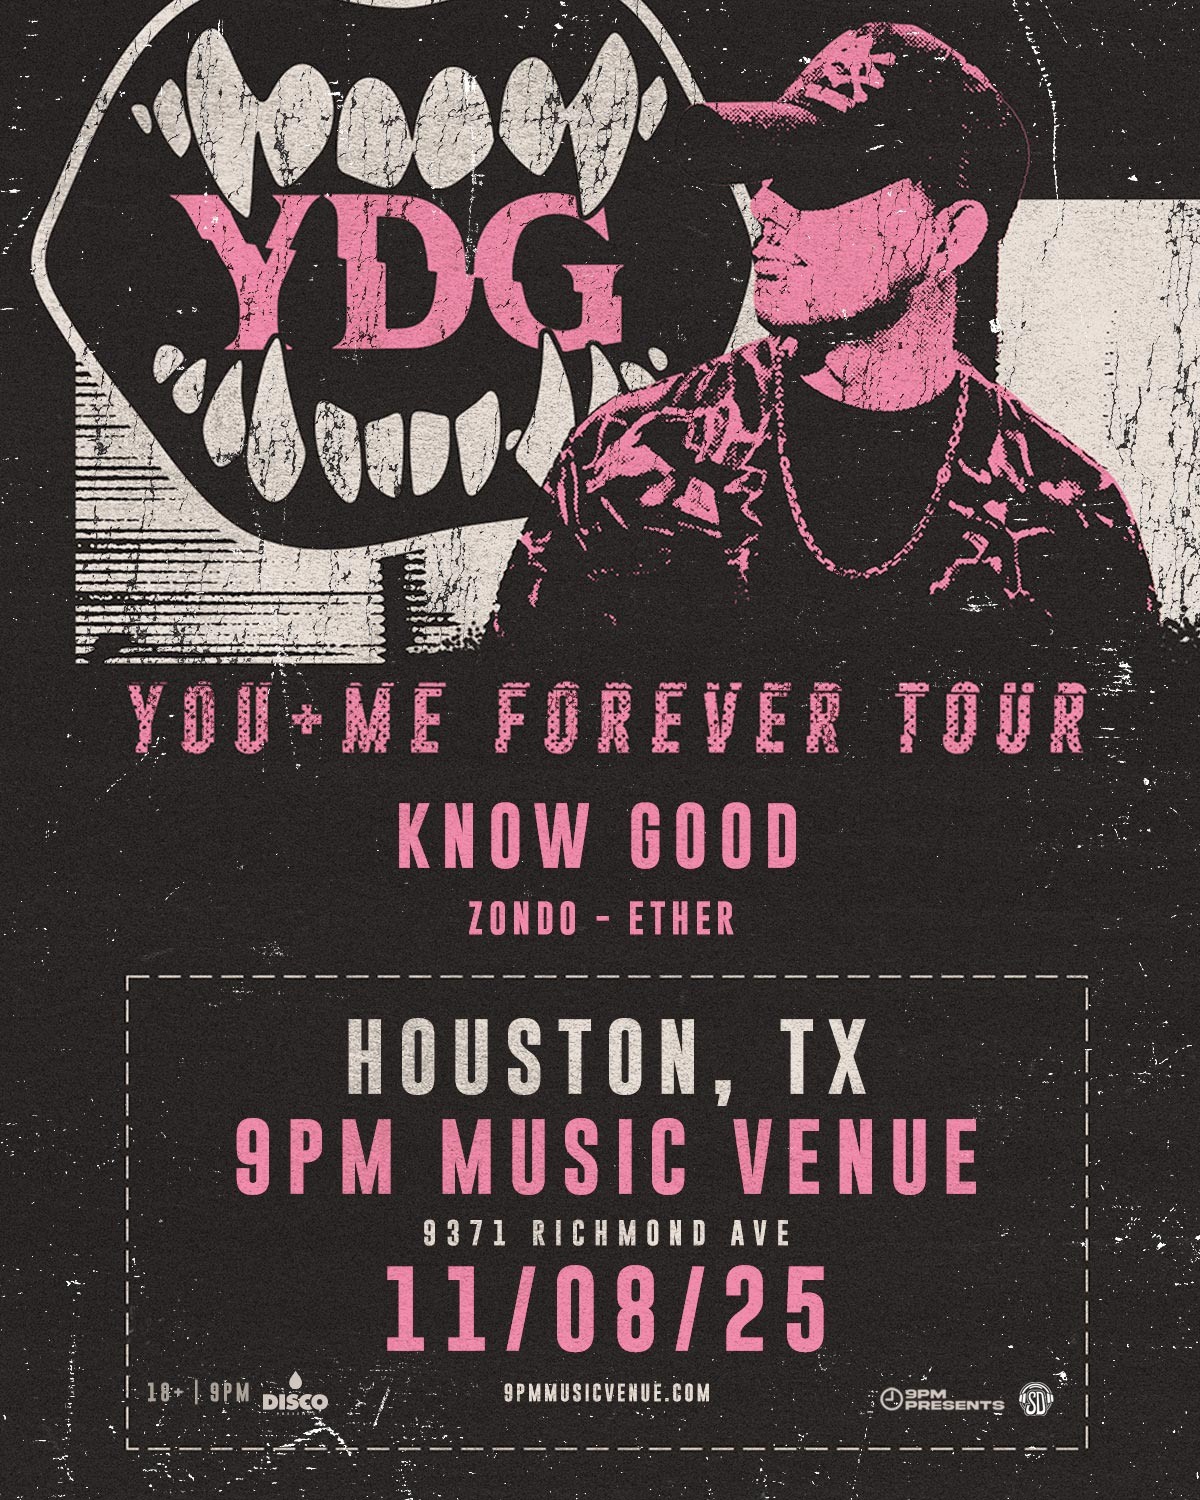 YDG
YOU+ME FOREVER TOUR
KNOW GOOD
ZONDO - ETHER
HOUSTON, TX
9PM MUSIC VENUE
9371 RICHMOND AVE
11/08/25
18+ | 9PM
DISCO
9PMMUSICVENUE.COM
9PM
PRESENTS
SD